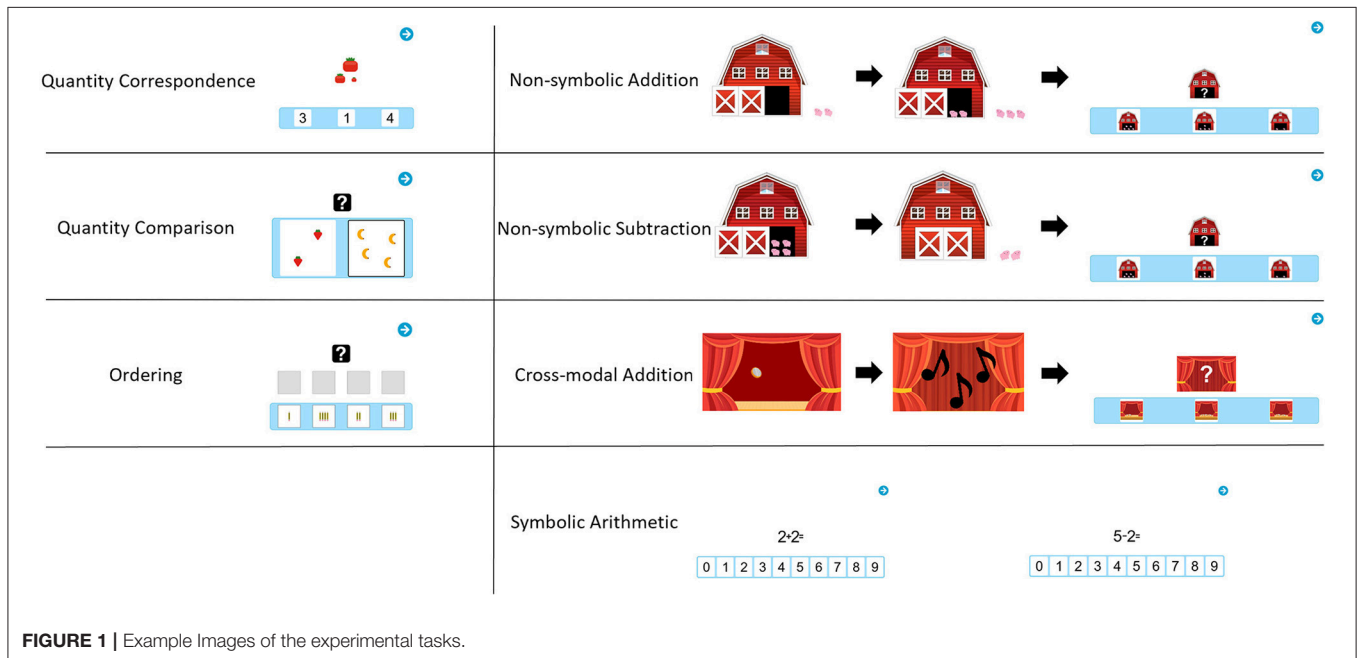 Quantity Correspondence
3 1 4
Non-symbolic Addition
?
Quantity Comparison
?
Non-symbolic Subtraction
?
Ordering
?
Cross-modal Addition
?
Symbolic Arithmetic
2+2=
0 1 2 3 4 5 6 7 8 9
5-2=
0 1 2 3 4 5 6 7 8 9
FIGURE 1 | Example Images of the experimental tasks.